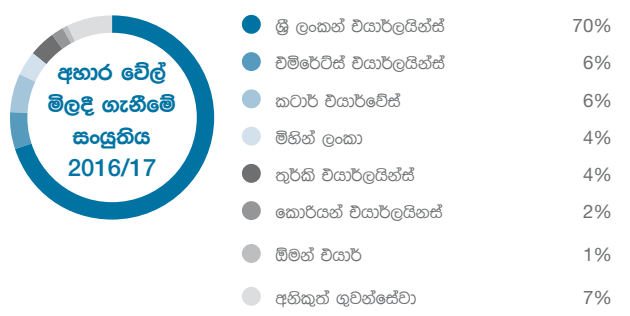 අහාර වේල්
මිලදී ගැනීමේ
සංයුතිය
2016/17
ශ්‍රී ලංකන් එයාර්ලයින්ස් 70%
එමිරේට්ස් එයාර්ලයින්ස් 6%
කටාර් එයාර්වේස් 6%
මිහින් ලංකා 4%
තුර්කි එයාර්ලයින්ස් 4%
කොරියන් එයාර්ලයිනස් 2%
ඕමන් එයාර් 1%
අනිකුත් ගුවන්සේවා 7%